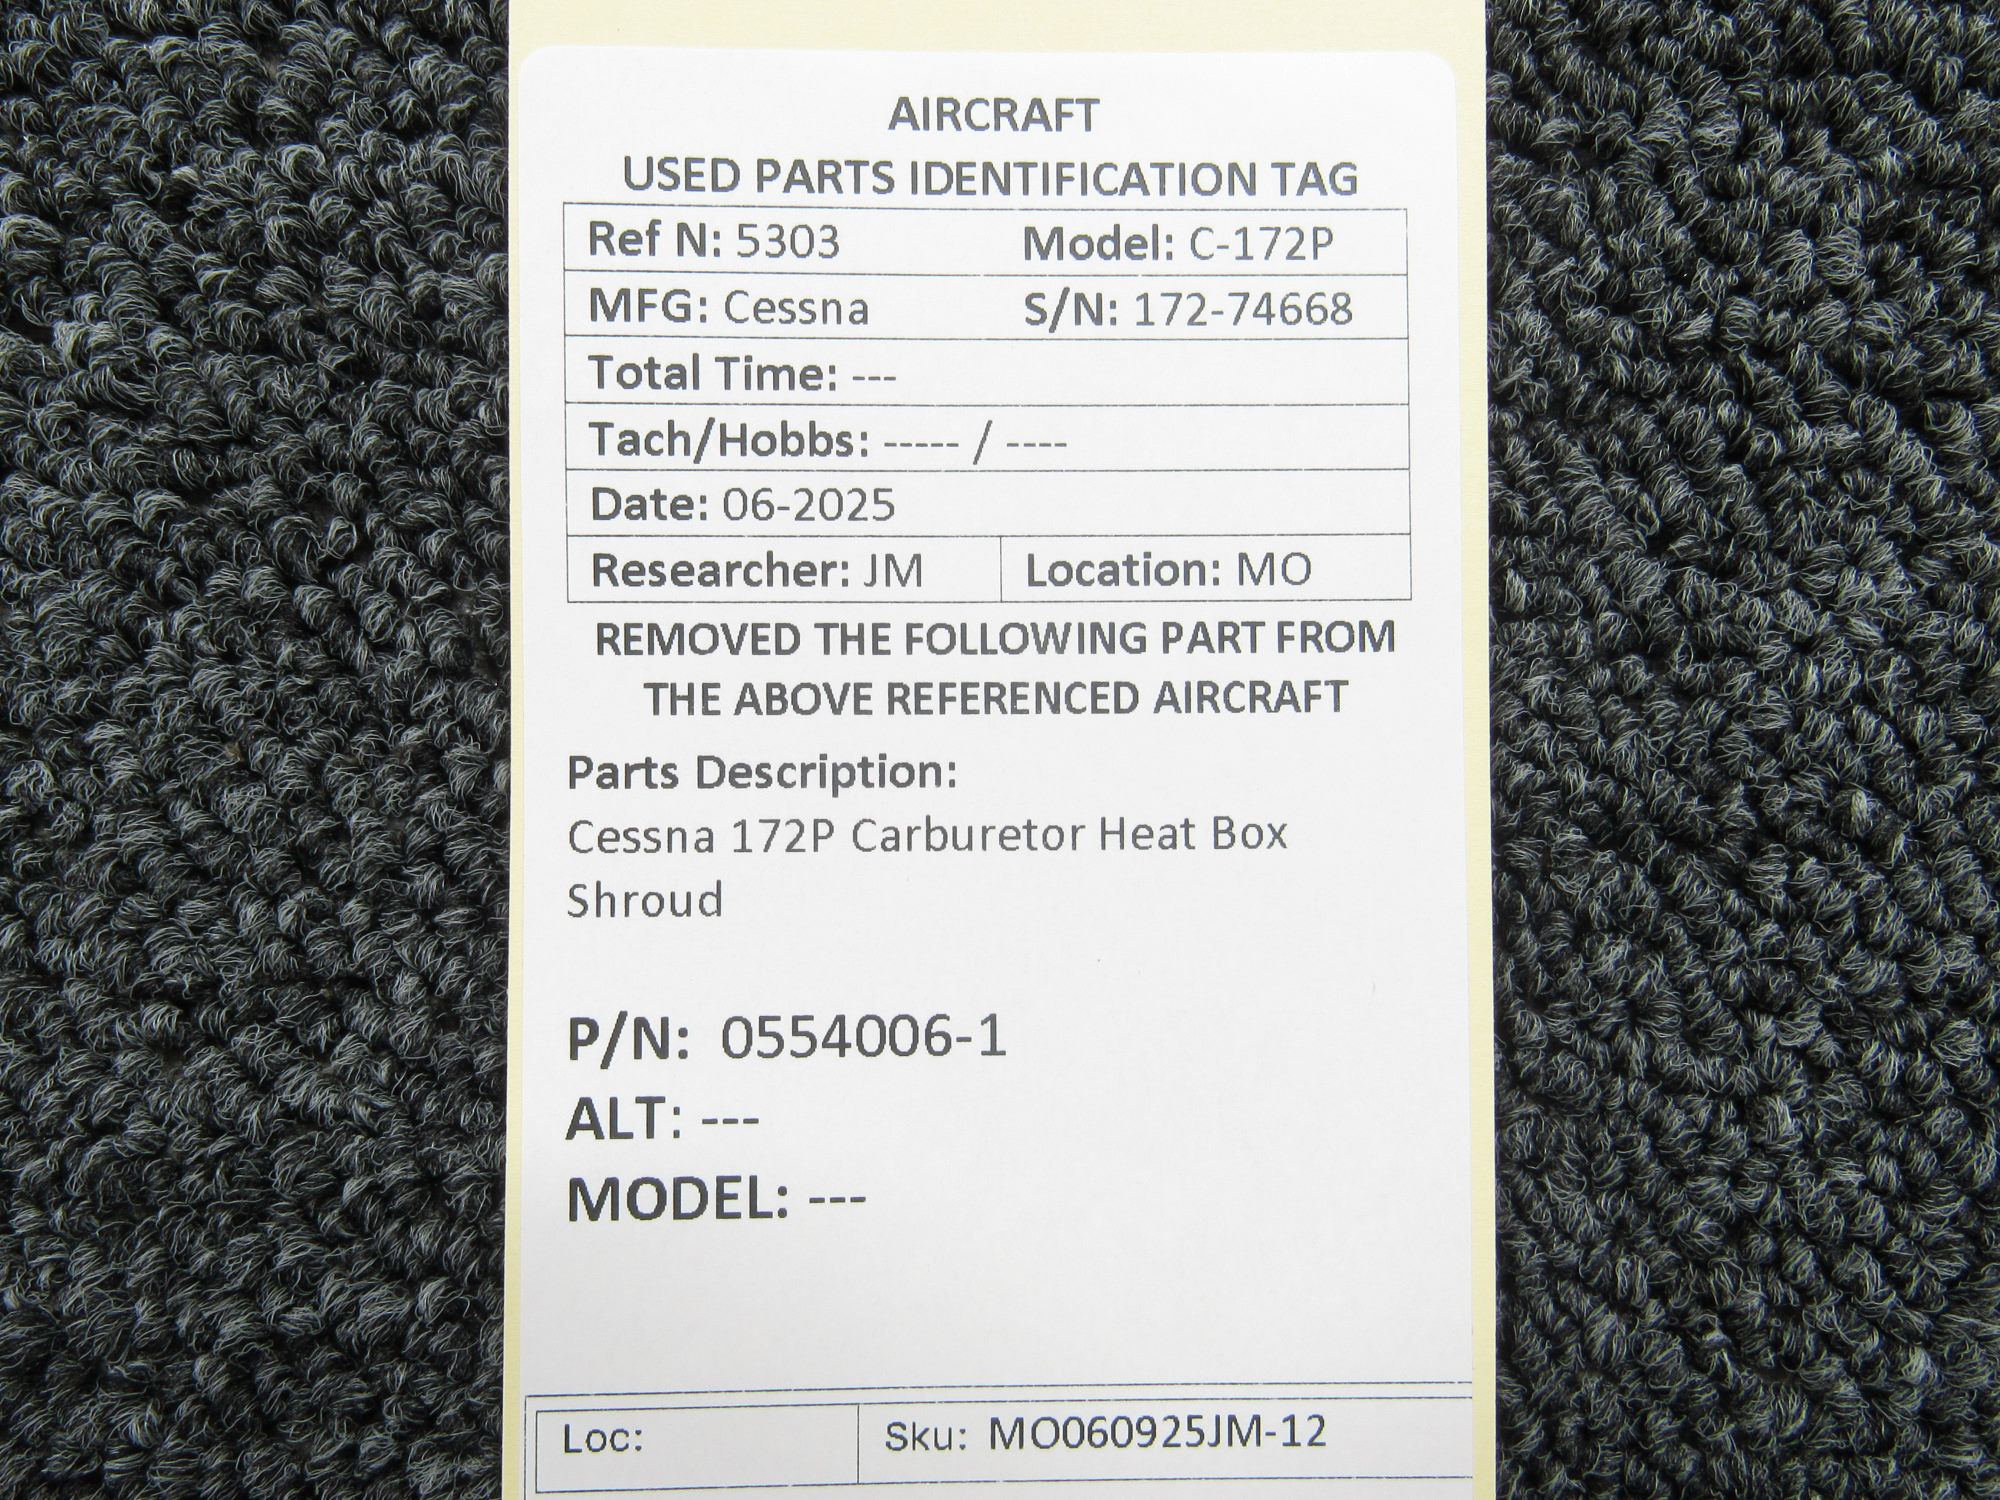 AIRCRAFT
USED PARTS IDENTIFICATION TAG
Ref N: 5303 Model: C-172P
MFG: Cessna S/N: 172-74668
Total Time: ---
Tach/Hobbs: ----- / ----
Date: 06-2025
Researcher: JM Location: MO
REMOVED THE FOLLOWING PART FROM
THE ABOVE REFERENCED AIRCRAFT
Parts Description:
Cessna 172P Carburetor Heat Box
Shroud
P/N: 0554006-1
ALT: ---
MODEL: ---
Loc: Sku: MO060925JM-12